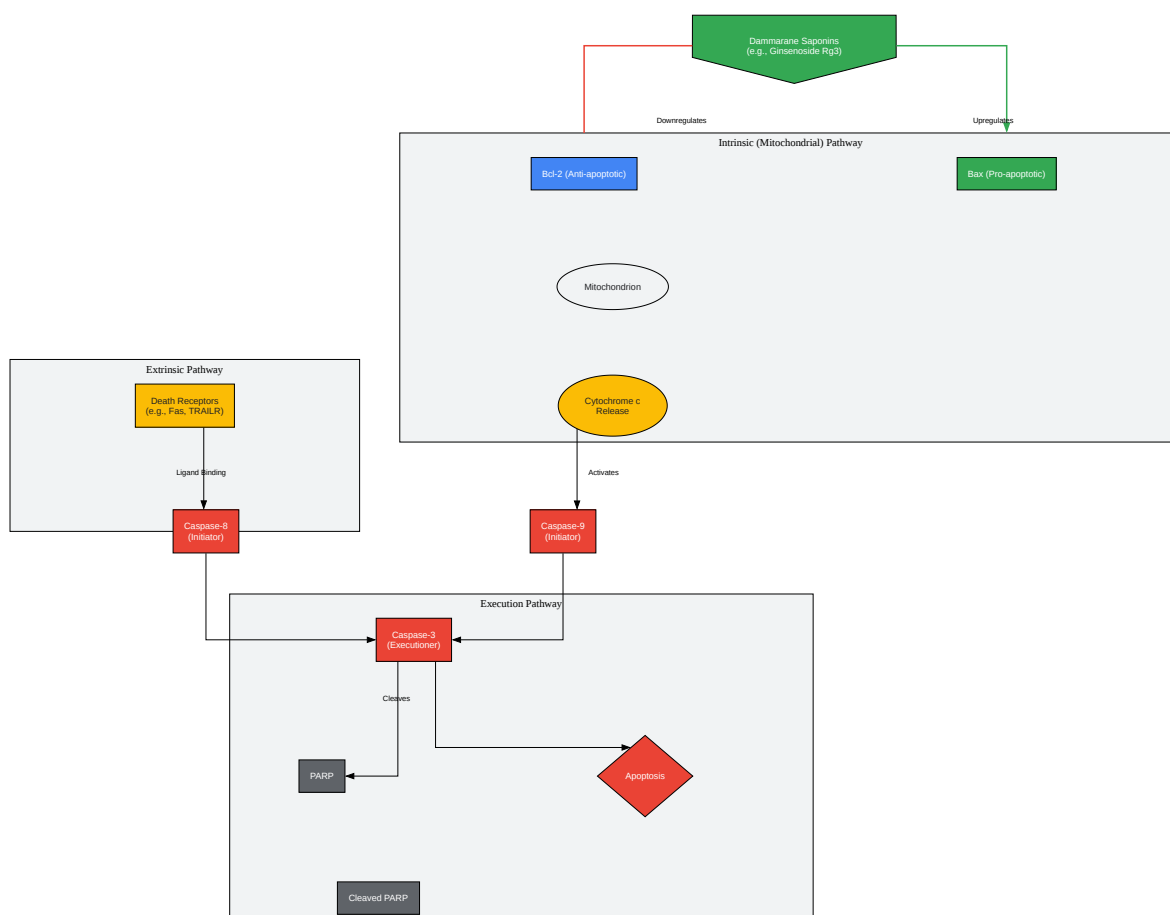 Dammarane Saponins
(e.g., Ginsenoside Rg3)
Downregulates
Upregulates
Intrinsic (Mitochondrial) Pathway
Bcl-2 (Anti-apoptotic)
Bax (Pro-apoptotic)
Mitochondrion
Extrinsic Pathway
Death Receptors
(e.g., Fas, TRAILR)
Cytochrome c
Release
Ligand Binding
Activates
Caspase-8
(Initiator)
Caspase-9
(Initiator)
Execution Pathway
Caspase-3
(Executioner)
Cleaves
PARP
Apoptosis
Cleaved PARP